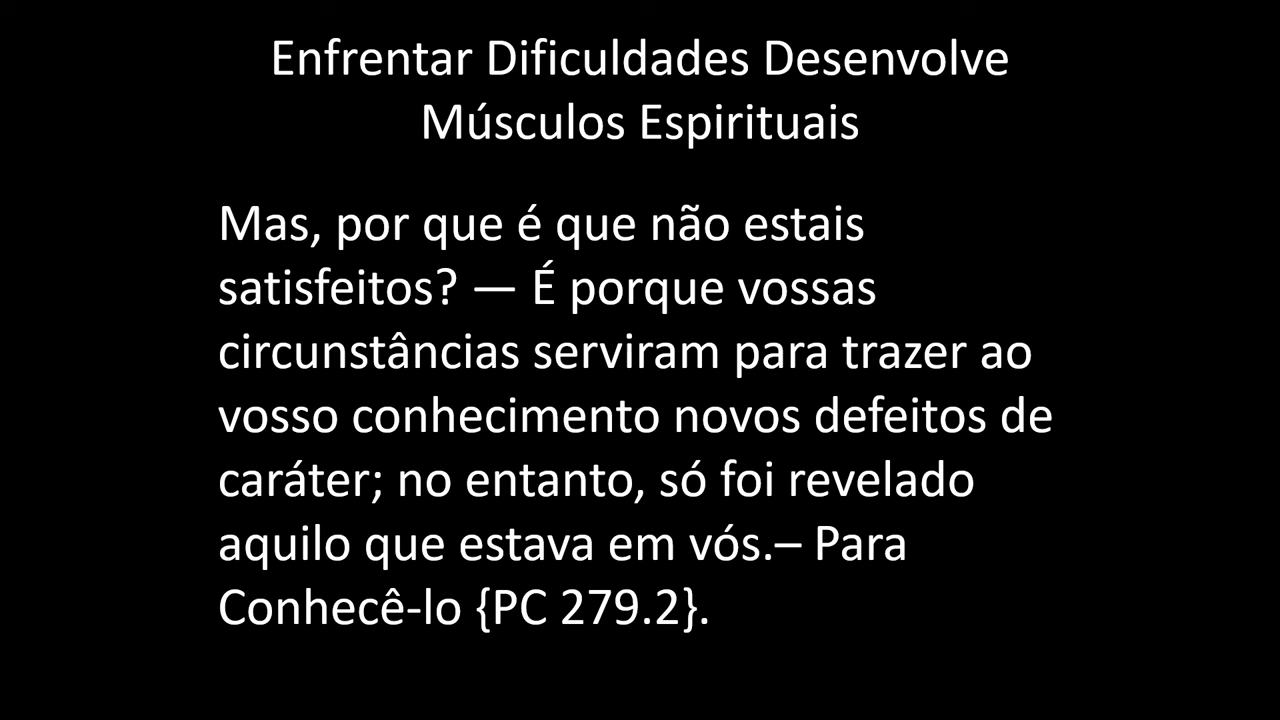 Enfrentar Dificuldades Desenvolve
Músculos Espirituais
Mas, por que é que não estais
satisfeitos? — É porque vossas
circunstâncias serviram para trazer ao
vosso conhecimento novos defeitos de
caráter; no entanto, só foi revelado
aquilo que estava em vós.– Para
Conhecê-lo {PC 279.2}.